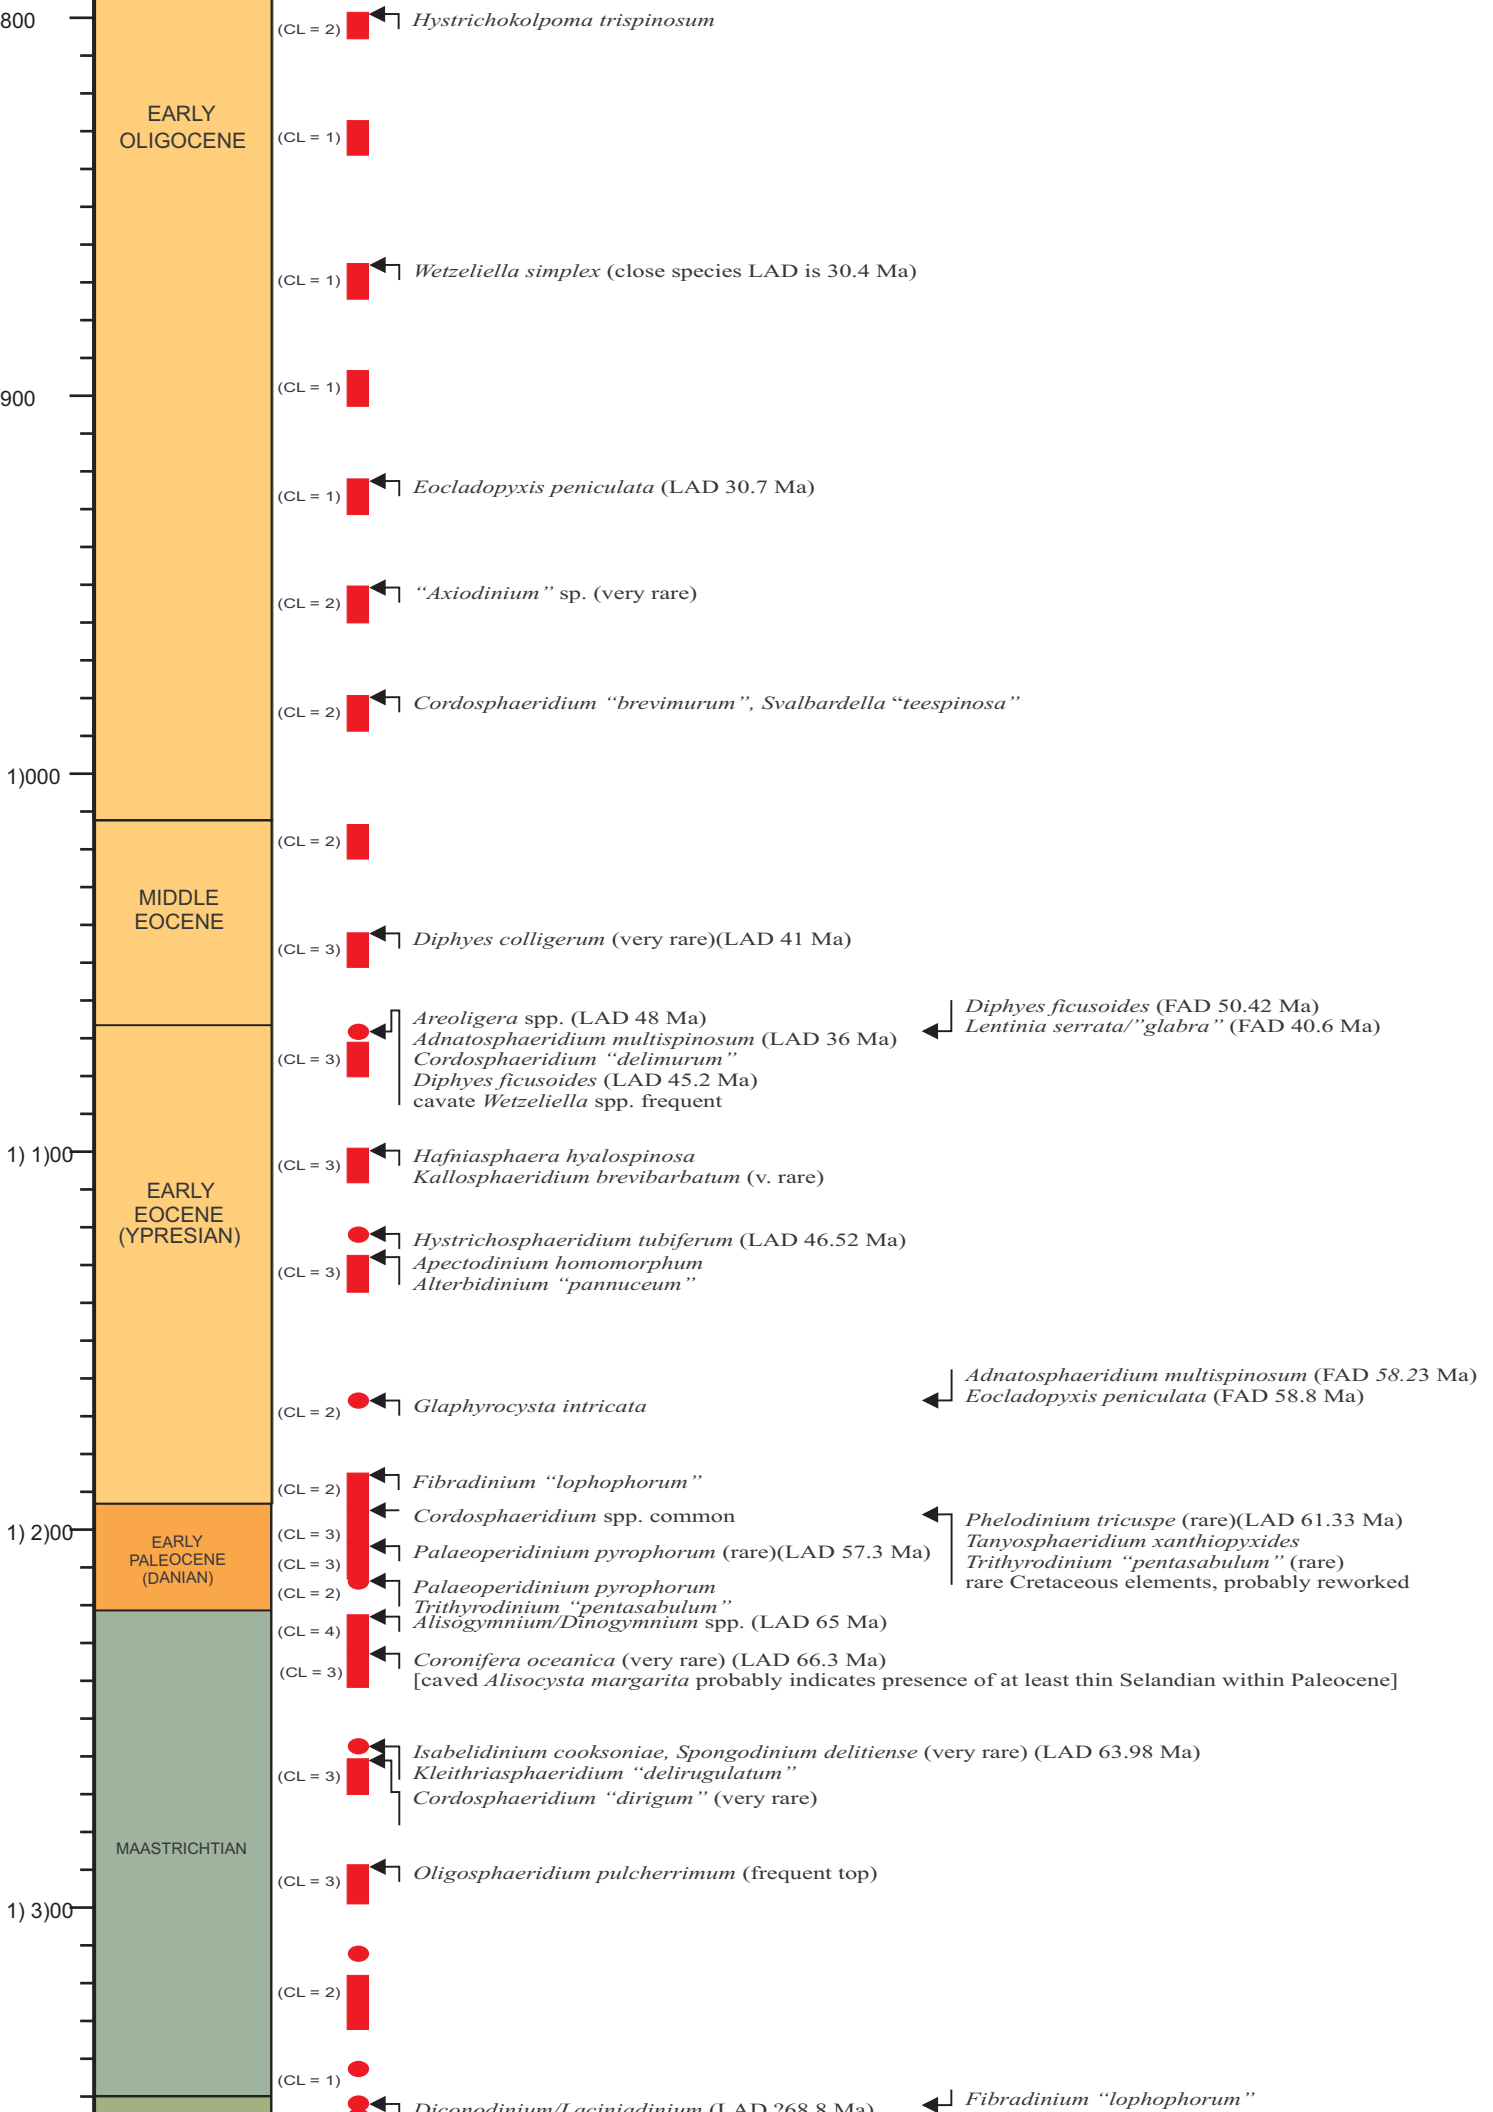 800
(CL = 2)
Hystrichokolpoma trispinosum
EARLY
OLIGOCENE
(CL = 1)
(CL = 1)
Wetzeliella simplex (close species LAD is 30.4 Ma)
900
(CL = 1)
(CL = 1)
Eocladopyxis peniculata (LAD 30.7 Ma)
(CL = 2)
“Axiodinium” sp. (very rare)
(CL = 2)
Cordosphaeridium “brevimurum”, Svalbardella “teespinosa”
1)000
(CL = 2)
MIDDLE
EOCENE
(CL = 3)
Diphyes colligerum (very rare)(LAD 41 Ma)
(CL = 3)
Areoligera spp. (LAD 48 Ma)
Adnatosphaeridium multispinosum (LAD 36 Ma)
Cordosphaeridium “delimurum”
Diphyes ficusoides (LAD 45.2 Ma)
cavate Wetzeliella spp. frequent
Diphyes ficusoides (FAD 50.42 Ma)
Lentinia serrata/”glabra” (FAD 40.6 Ma)
1) 1)00
(CL = 3)
Hafniasphaera hyalospinosa
Kallosphaeridium brevibarbatum (v. rare)
EARLY
EOCENE
(YPRESIAN)
Hystrichosphaeridium tubiferum (LAD 46.52 Ma)
(CL = 3)
Apectodinium homomorphum
Alterbidinium “pannuceum”
(CL = 2)
Glaphyrocysta intricata
Adnatosphaeridium multispinosum (FAD 58.23 Ma)
Eocladopyxis peniculata (FAD 58.8 Ma)
(CL = 2)
Fibradinium “lophophorum”
1) 2)00
EARLY
PALEOCENE
(DANIAN)
(CL = 3)
Cordosphaeridium spp. common
(CL = 3)
Palaeoperidinium pyrophorum (rare)(LAD 57.3 Ma)
(CL = 2)
Palaeoperidinium pyrophorum
Trithyrodinium “pentasabulum”
Phelodinium tricuspe (rare)(LAD 61.33 Ma)
Tanyosphaeridium xanthiopyxides
Trithyrodinium “pentasabulum” (rare)
rare Cretaceous elements, probably reworked
(CL = 4)
Alisogymnium/Dinogymnium spp. (LAD 65 Ma)
(CL = 3)
Coronifera oceanica (very rare) (LAD 66.3 Ma)
[caved Alisocysta margarita probably indicates presence of at least thin Selandian within Paleocene]
(CL = 3)
Isabelidinium cooksoniae, Spongodinium delitiense (very rare) (LAD 63.98 Ma)
Kleithriasphaeridium “delirugulatum”
Cordosphaeridium “dirigum” (very rare)
MAASTRICHTIAN
(CL = 3)
Oligosphaeridium pulcherrimum (frequent top)
1) 3)00
(CL = 2)
(CL = 1)
Diconodinium/Laciniadinium (LAD ?68.8 Ma)
Fibradinium “lophophorum”